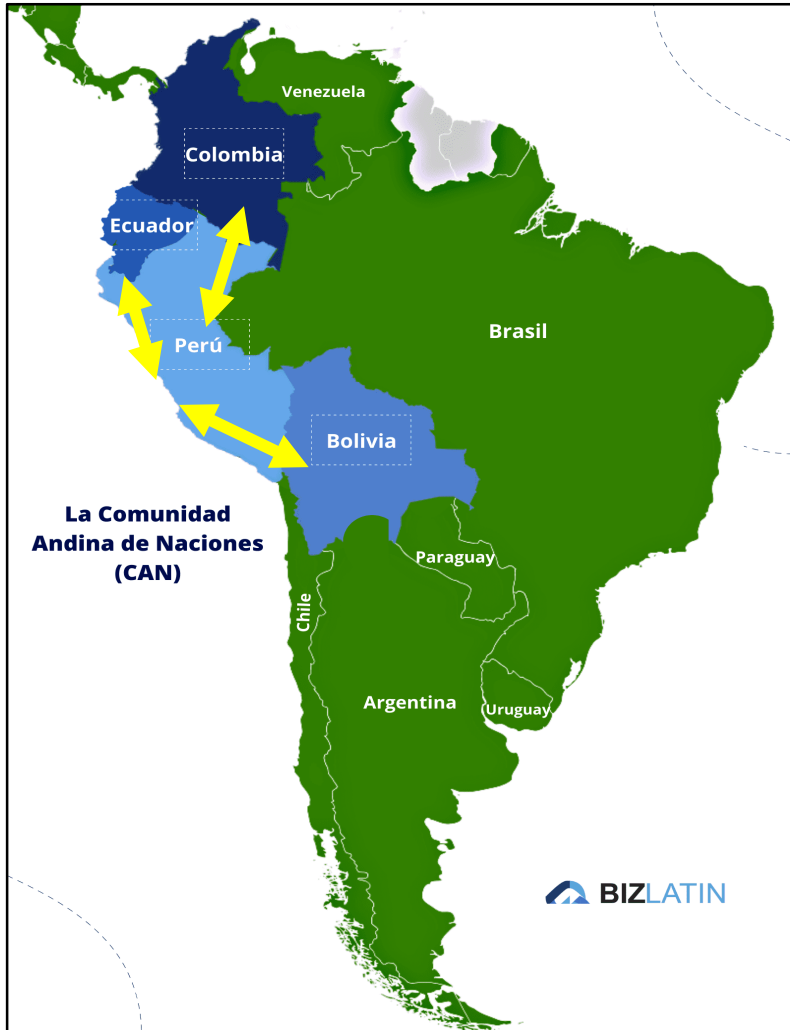 Venezuela
Colombia
Ecuador
Brasil
Perú
Bolivia
La Comunidad
Andina de Naciones
(CAN)
Paraguay
Chile
Argentina
Uruguay
BIZLATIN